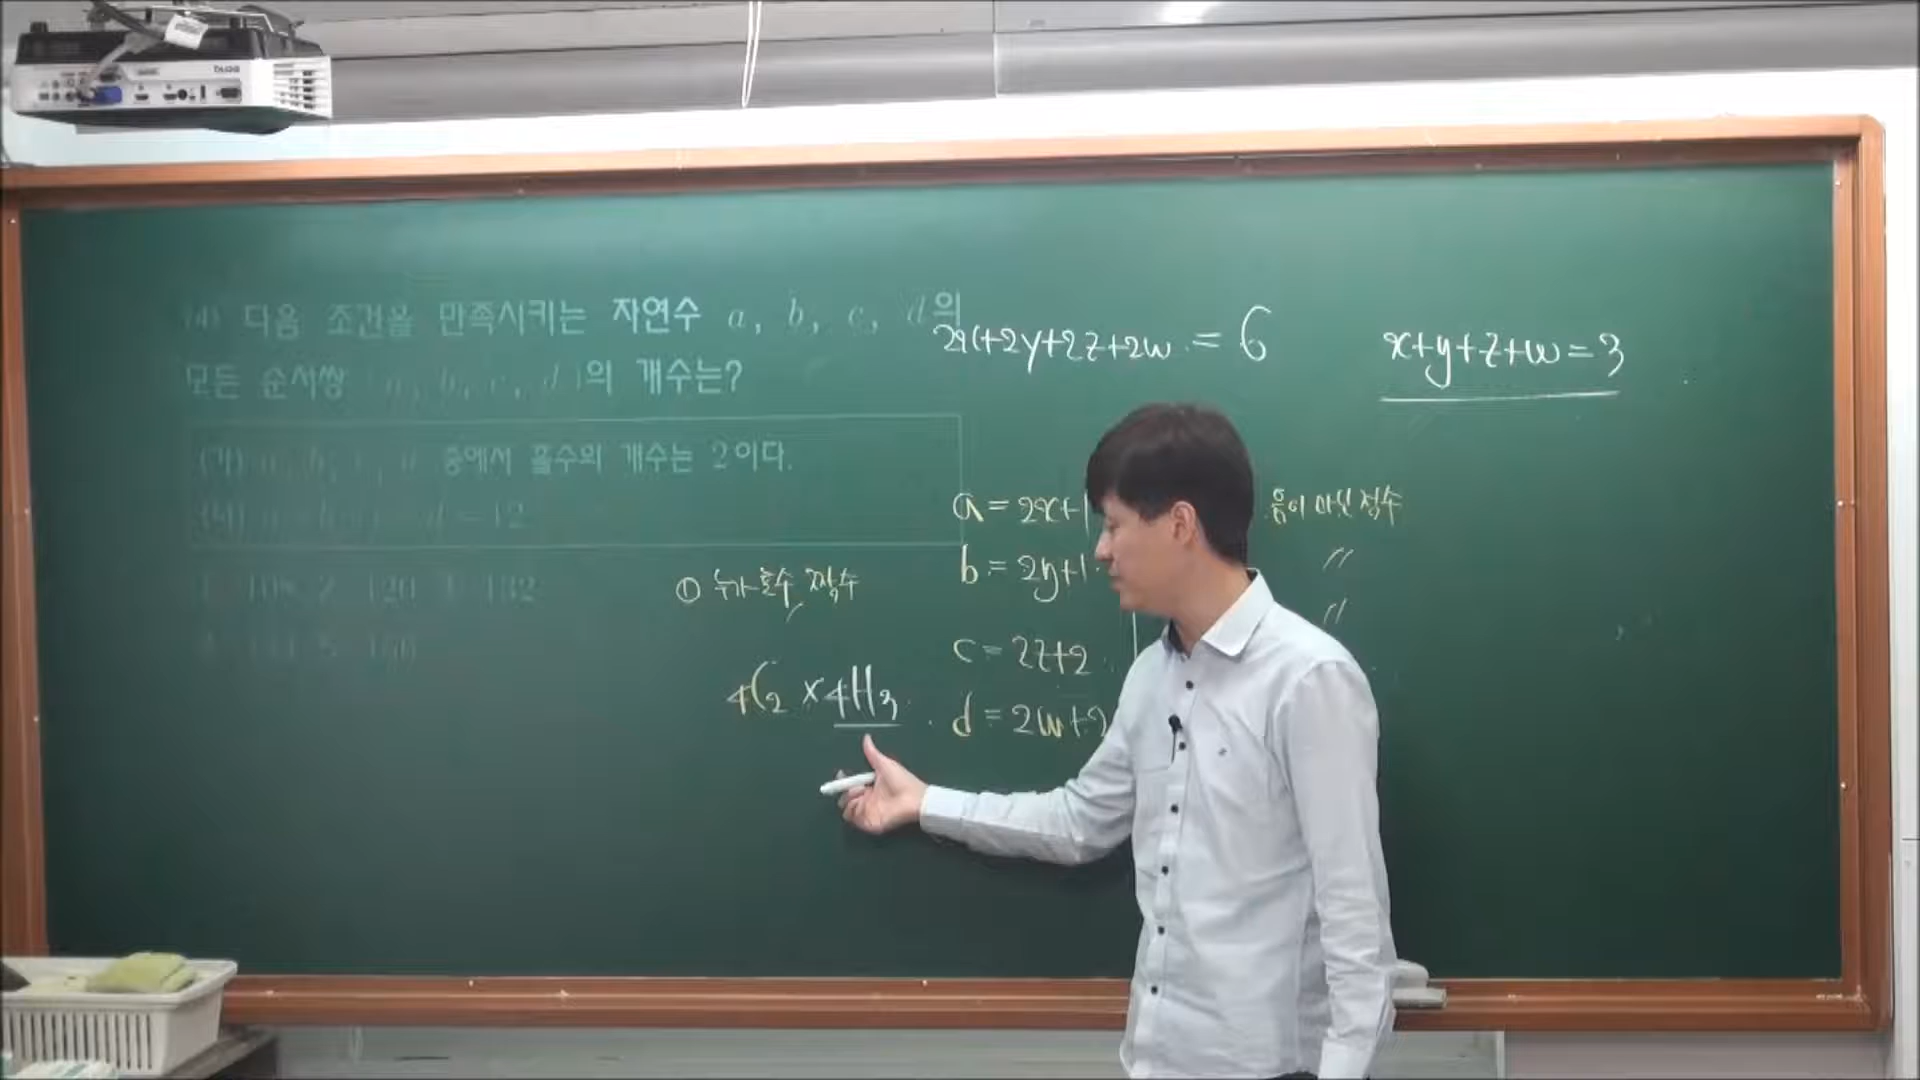 다음 조건을 만족시키는 자연수 a, b, c, d의
모든 순서쌍 (a, b, c, d)의 개수는?
(가) a, b, c, d 중에서 홀수의 개수는 2이다.
= 12
120 132
2x+2y+2z+2w = 6
x+y+z+w=3
a = 2x+1
음이 아닌 정수
b = 2y+1
〃
c = 2z+2
〃
d = 2w+2
① 누가 홀수, 짝수
₄C₂ × ₄H₃